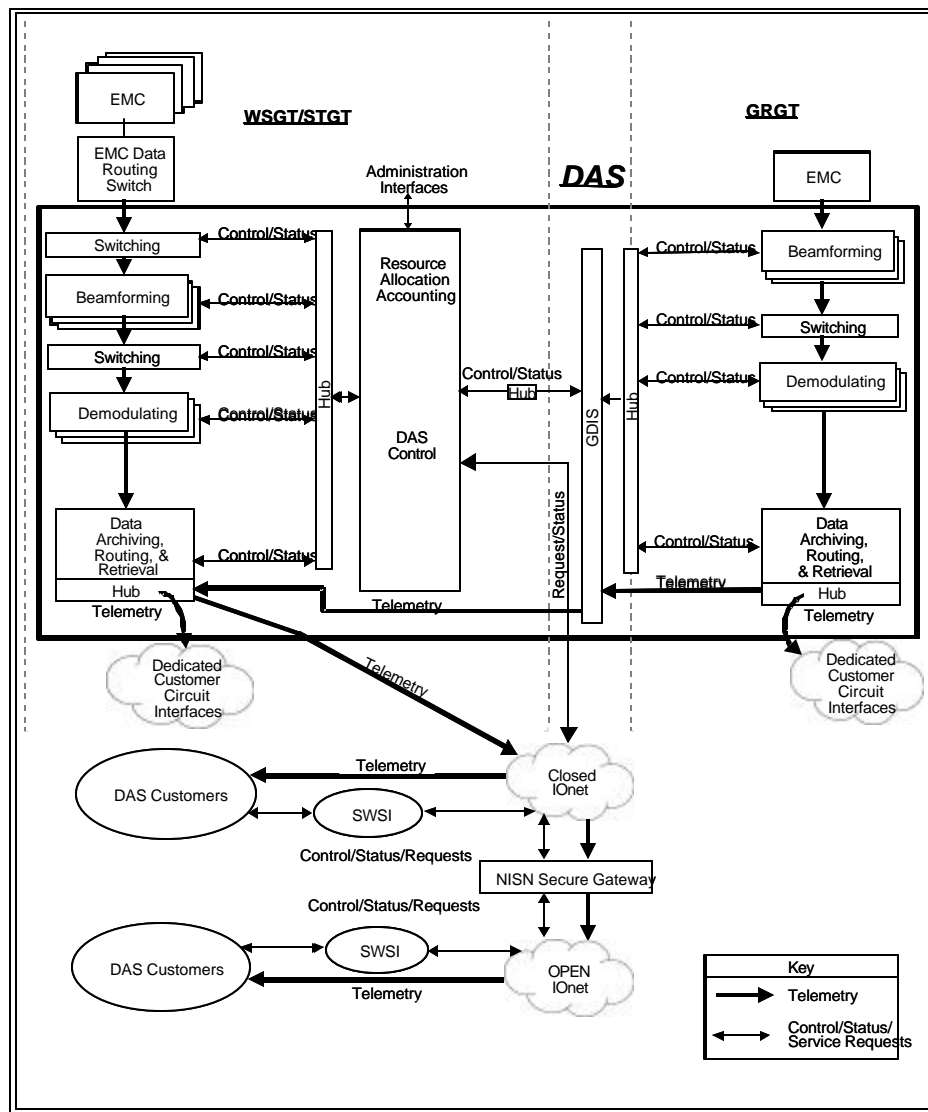 EMC
WSGT/STGT
GRGT
EMC Data
Routing
Switch
Administration
Interfaces
DAS
EMC
Switching
Control/Status
Resource
Allocation
Accounting
Control/Status
Beamforming
Beamforming
Control/Status
Control/Status
Switching
Switching
Control/Status
Control/Status
Hub
Hub
Control/Status
Hub
GDIS
Control/Status
Demodulating
Demodulating
Control/Status
DAS
Control
Request/Status
Data
Archiving,
Routing, &
Retrieval
Control/Status
Control/Status
Data
Archiving,
Routing,
& Retrieval
Hub
Telemetry
Telemetry
Telemetry
Hub
Telemetry
Dedicated
Customer
Circuit
Interfaces
Telemetry
Dedicated
Customer
Circuit
Interfaces
Telemetry
Closed
IOnet
DAS Customers
SWSI
Control/Status/Requests
NISN Secure Gateway
Control/Status/Requests
DAS Customers
SWSI
OPEN
IOnet
Telemetry
Key
Telemetry
Control/Status/
Service Requests